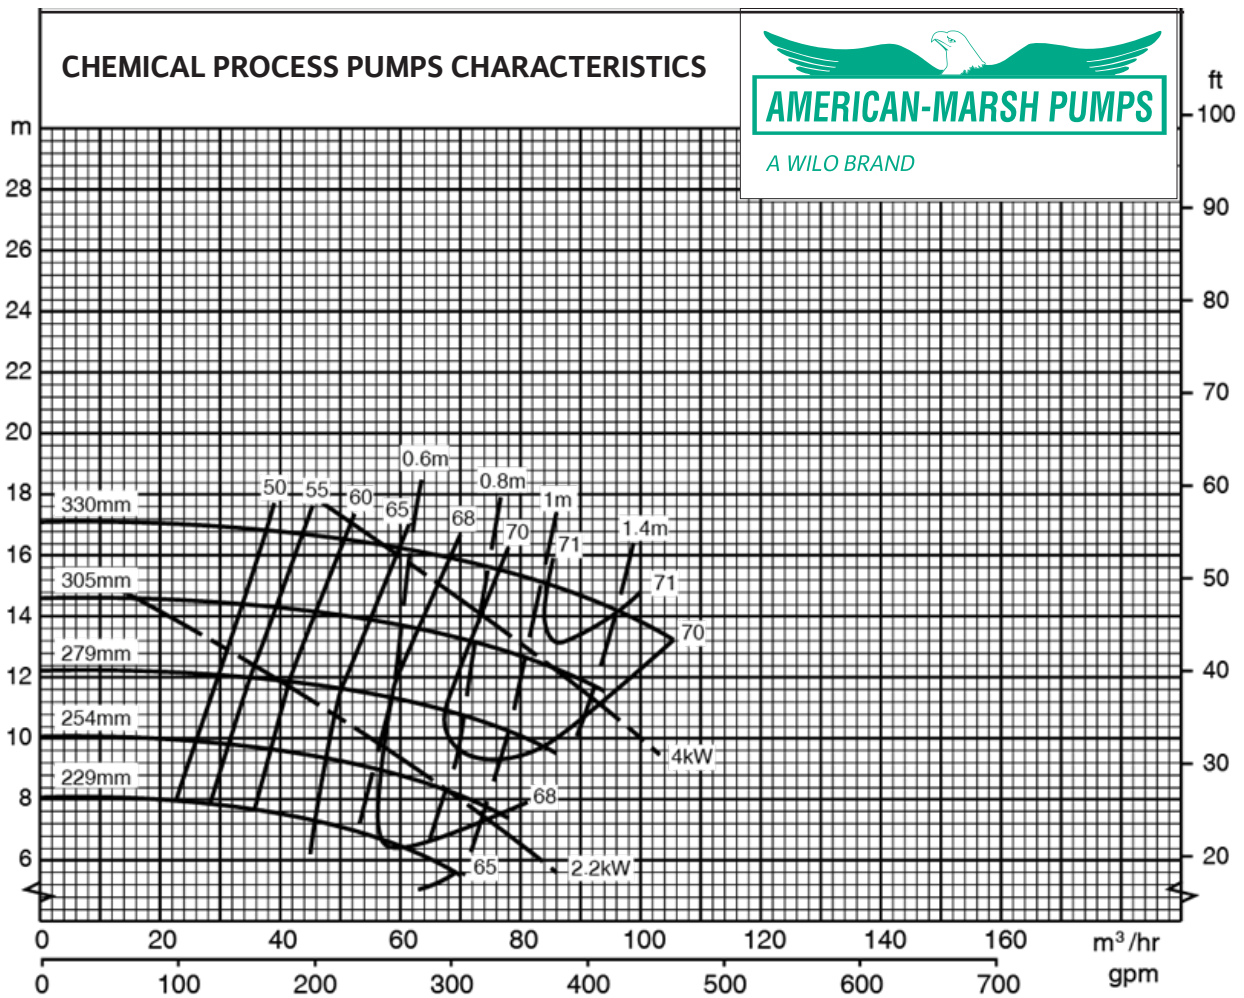 CHEMICAL PROCESS PUMPS CHARACTERISTICS
AMERICAN-MARSH PUMPS
A WILO BRAND
ft
100
m
28
90
26
24
80
22
70
20
0.6m
0.8m
18
330mm
50
55
60
65
68
70
1m
71
1.4m
60
16
305mm
71
50
14
279mm
70
12
40
254mm
10
4kW
30
229mm
8
68
6
65
2.2kW
20
0 20 40 60 80 100 120 140 160 m³/hr
0 100 200 300 400 500 600 700 gpm